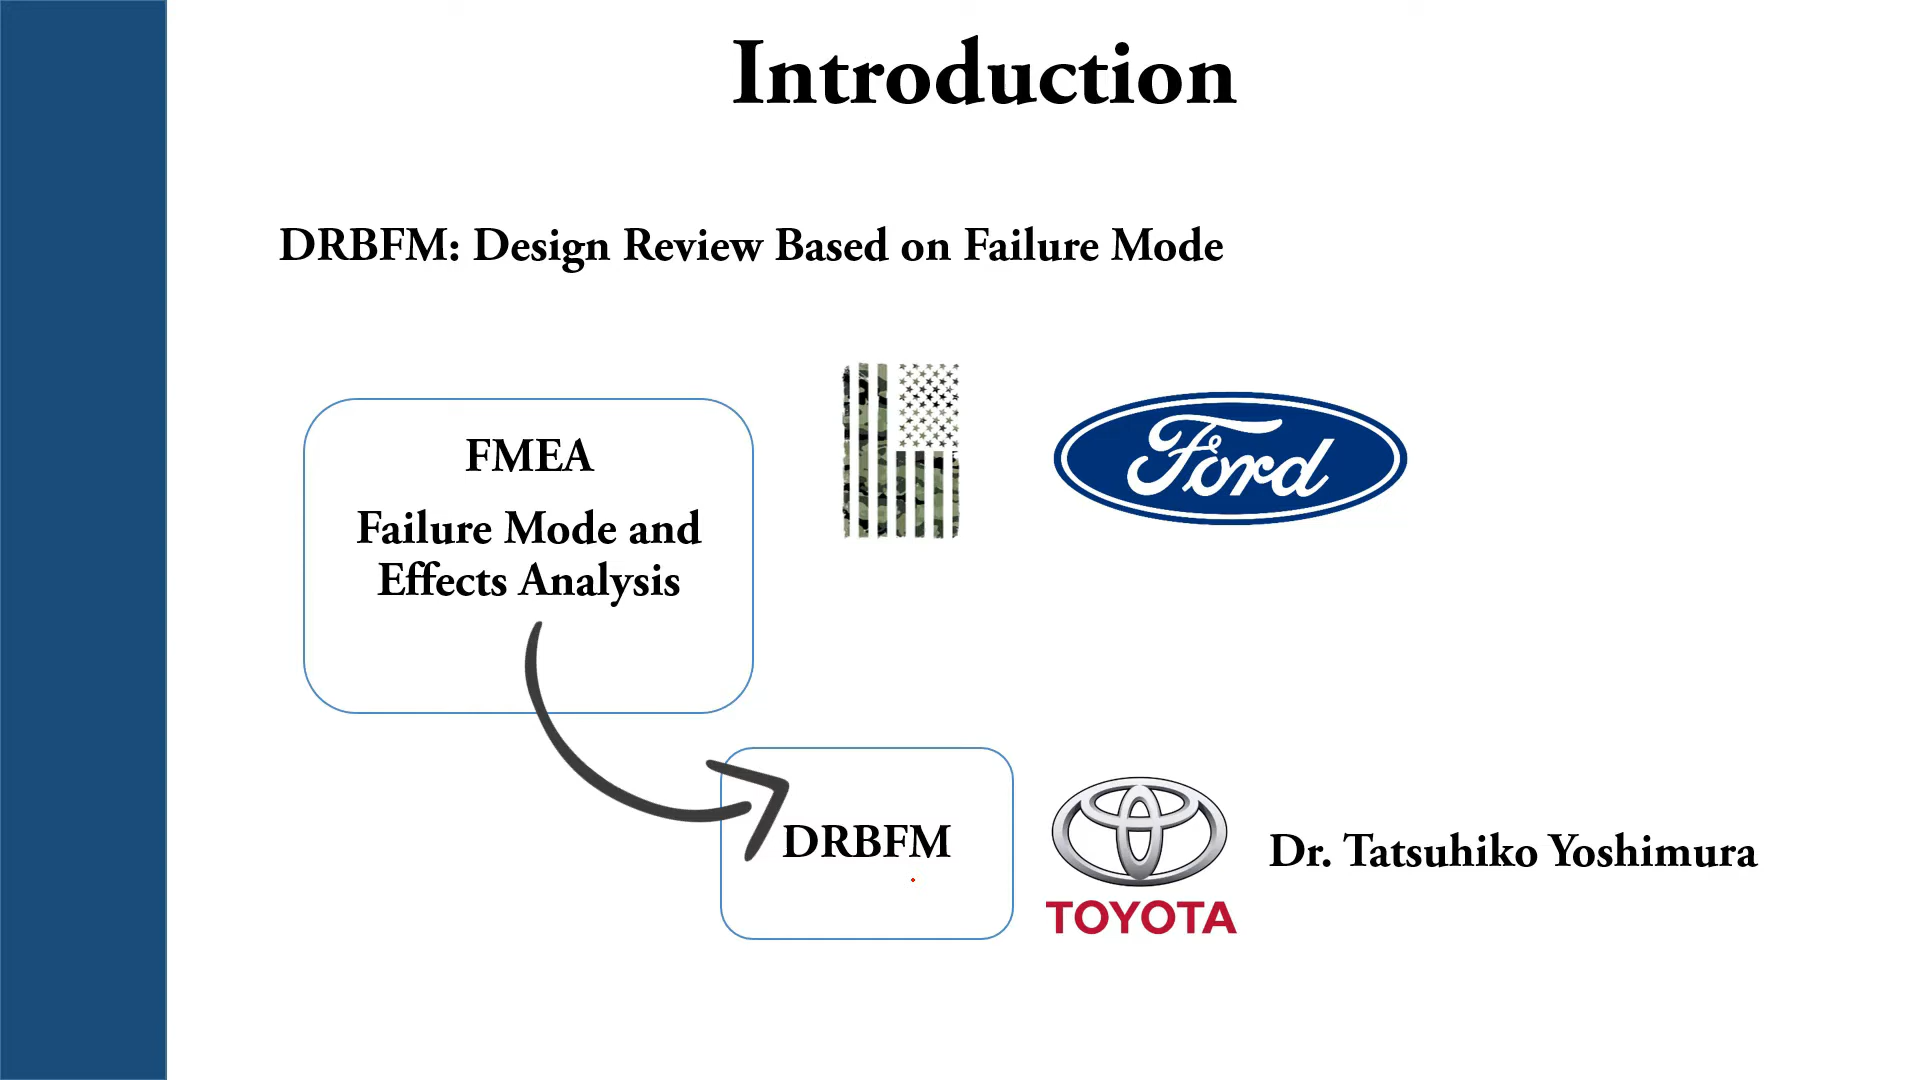 Introduction
DRBFM: Design Review Based on Failure Mode
FMEA
Failure Mode and
Effects Analysis
Ford
DRBFM
TOYOTA
Dr. Tatsuhiko Yoshimura